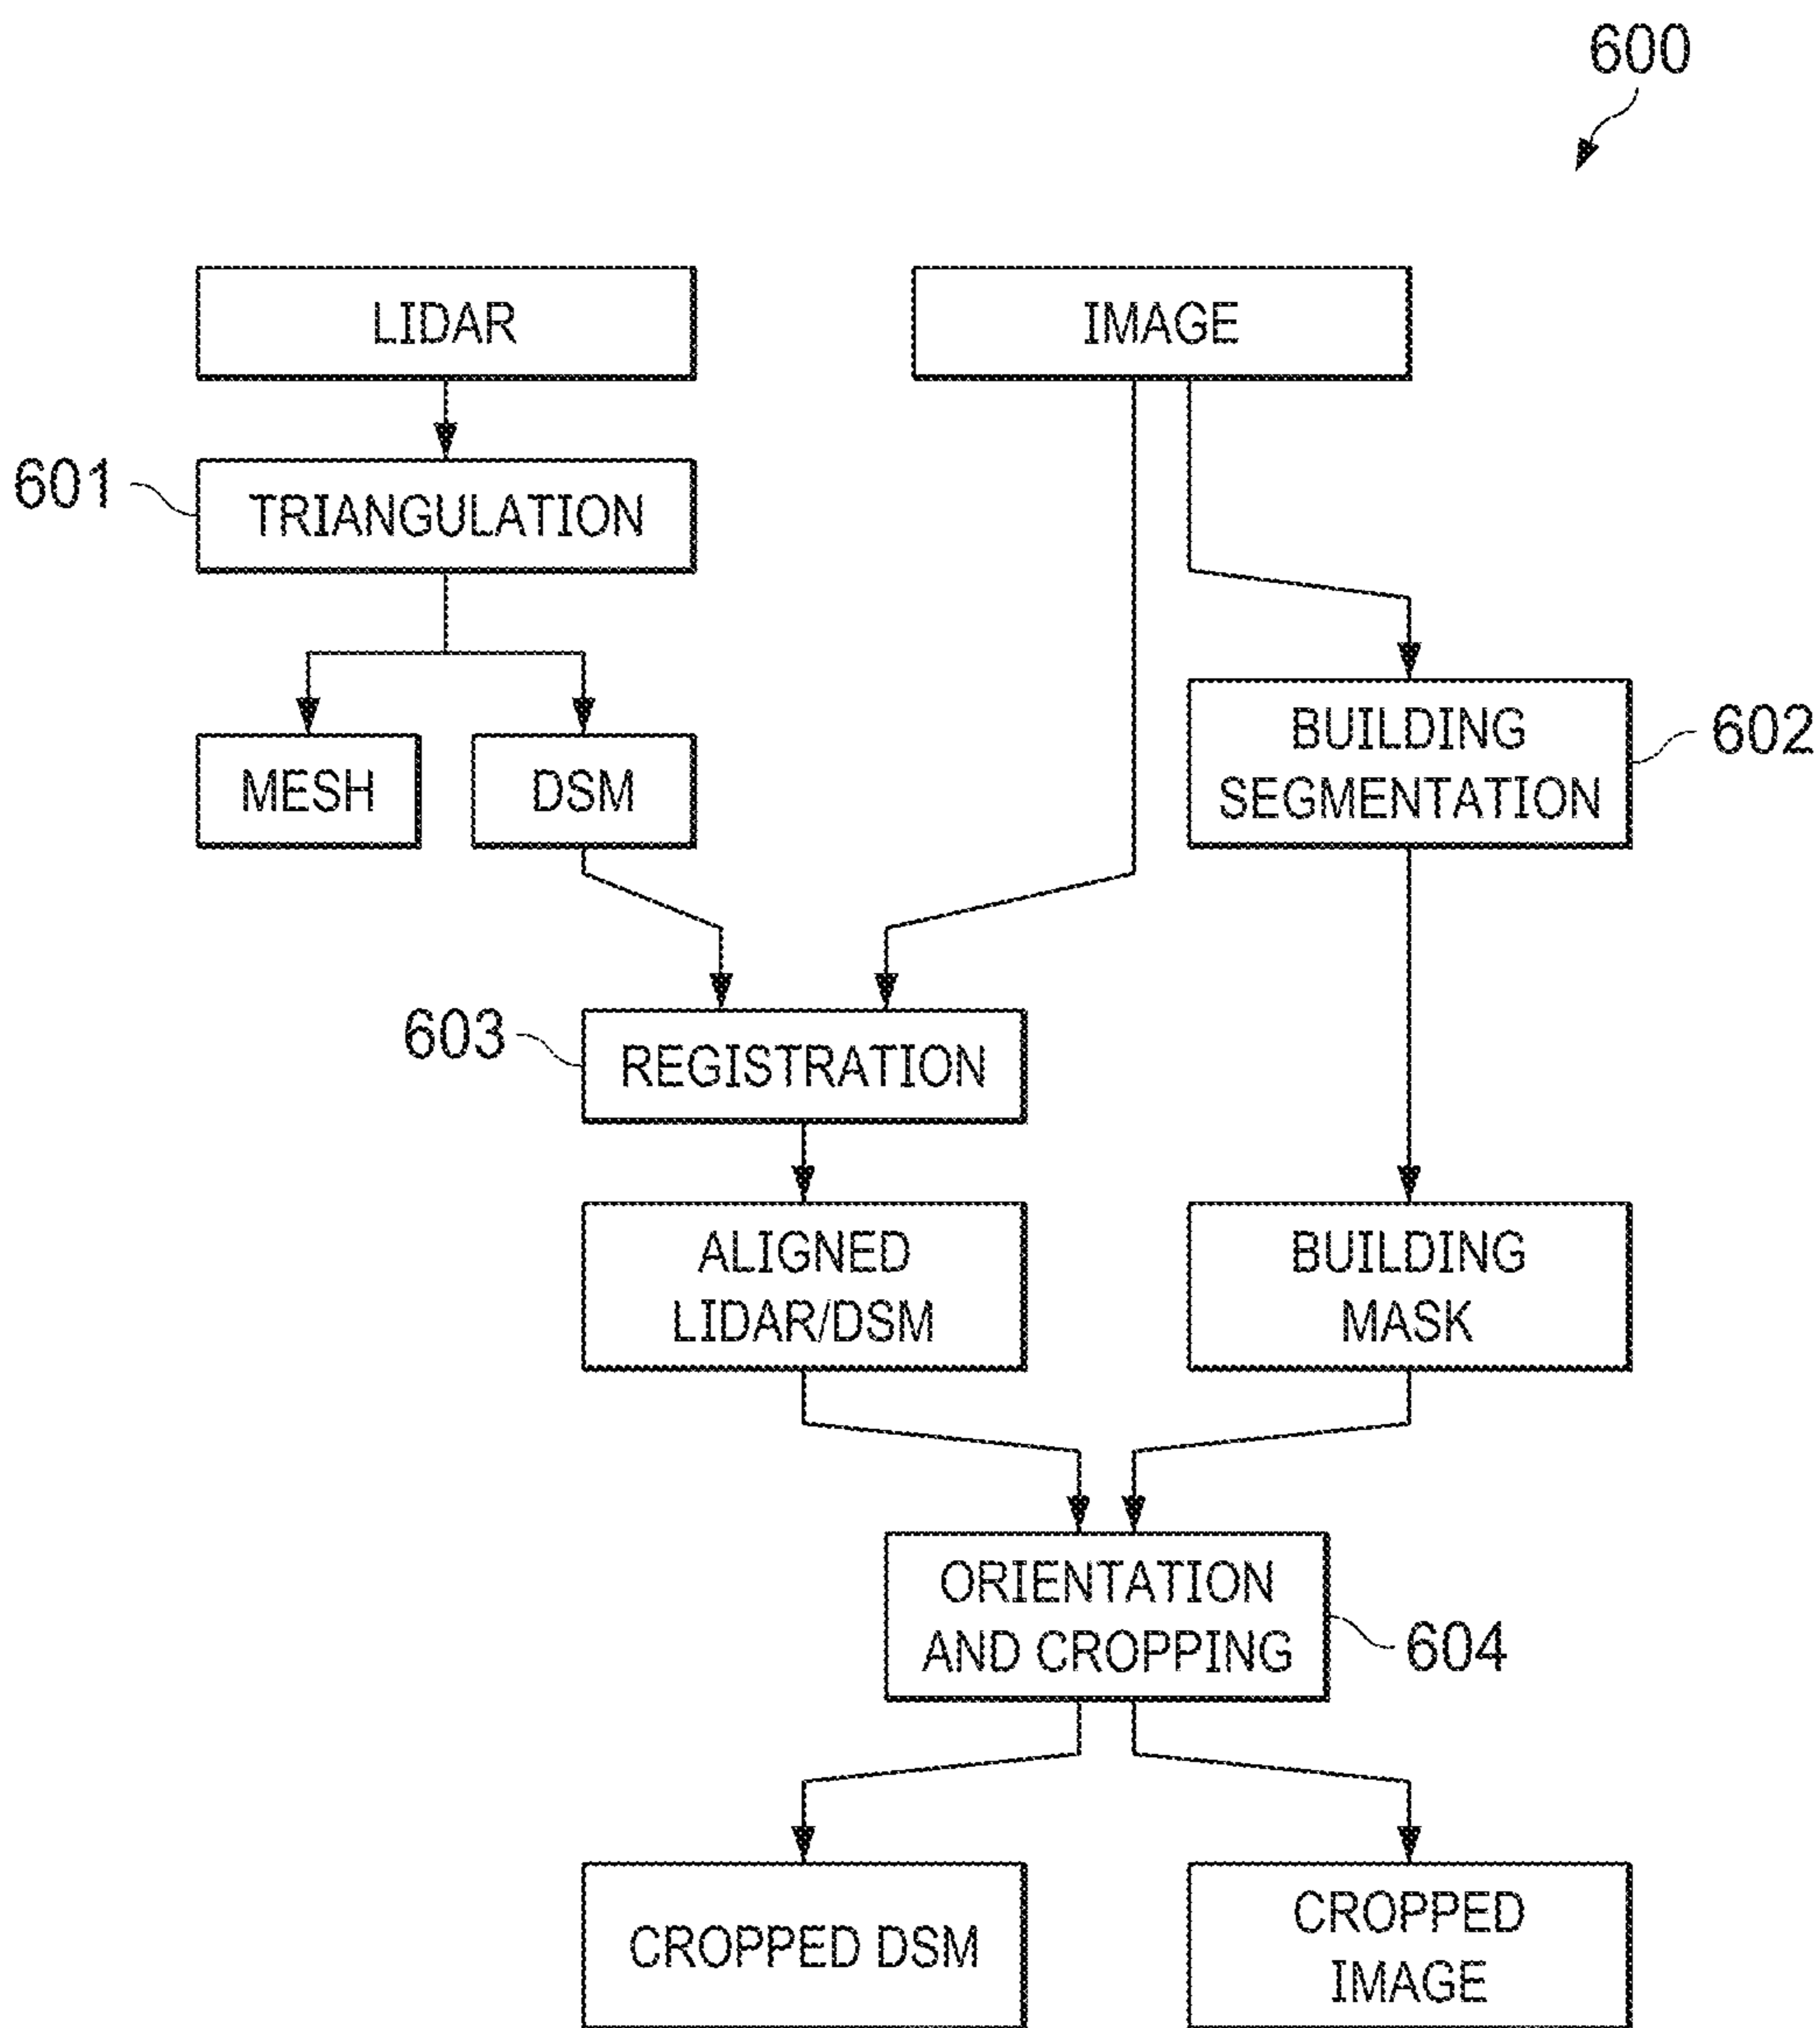 600
LIDAR
IMAGE
601
TRIANGULATION
MESH
DSM
BUILDING
SEGMENTATION
602
603
REGISTRATION
ALIGNED
LIDAR/DSM
BUILDING
MASK
ORIENTATION
AND CROPPING
604
CROPPED DSM
CROPPED
IMAGE